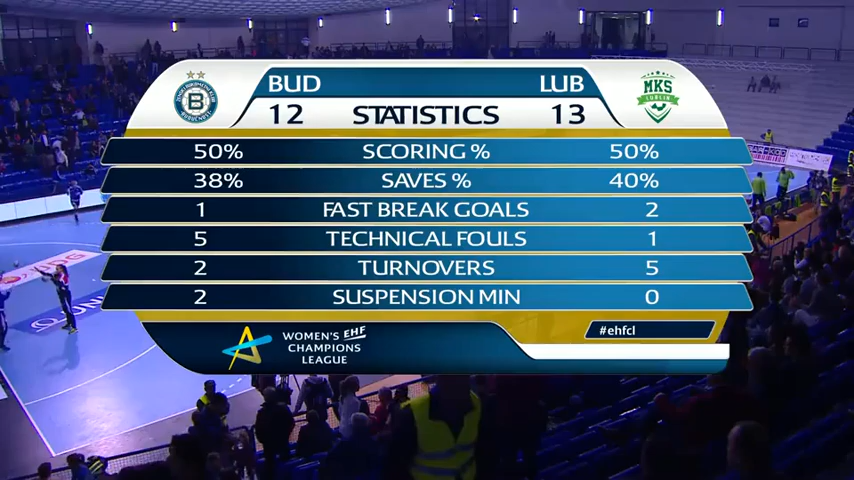 BUD LUB
12 STATISTICS 13
MKS
LUBLIN
B
BUDUĆNOST
50% SCORING % 50%
38% SAVES % 40%
1 FAST BREAK GOALS 2
5 TECHNICAL FOULS 1
2 TURNOVERS 5
2 SUSPENSION MIN 0
WOMEN'S EHF
CHAMPIONS
LEAGUE
#ehfcl